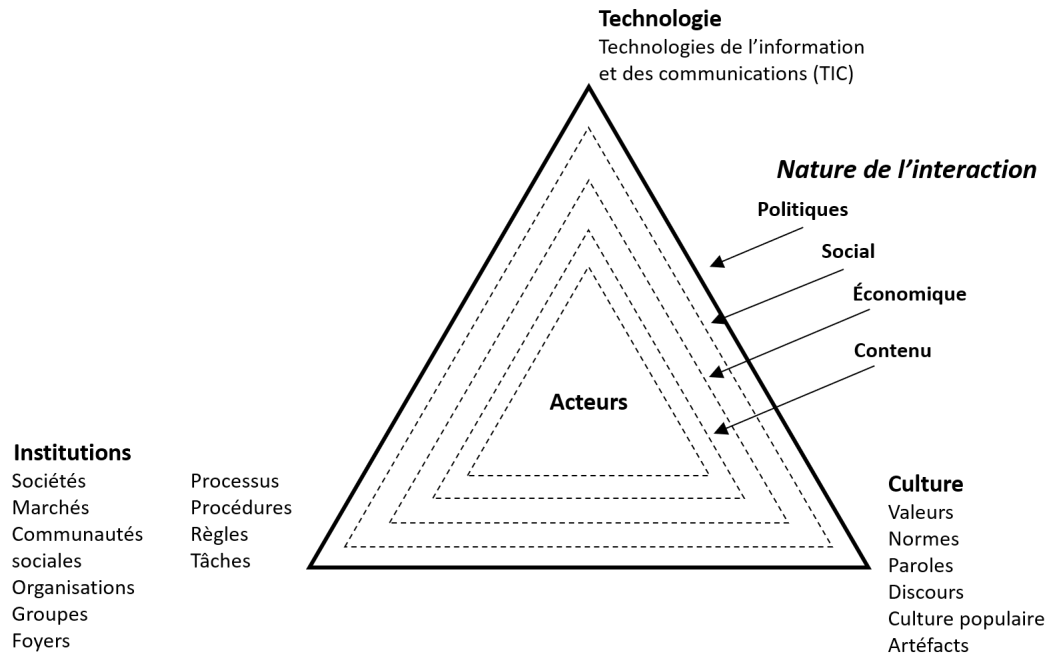 Technologie
Technologies de l’information
et des communications (TIC)
Nature de l’interaction
Politiques
Social
Économique
Contenu
Acteurs
Institutions
Sociétés
Marchés
Communautés
sociales
Organisations
Groupes
Foyers
Processus
Procédures
Règles
Tâches
Culture
Valeurs
Normes
Paroles
Discours
Culture populaire
Artéfacts